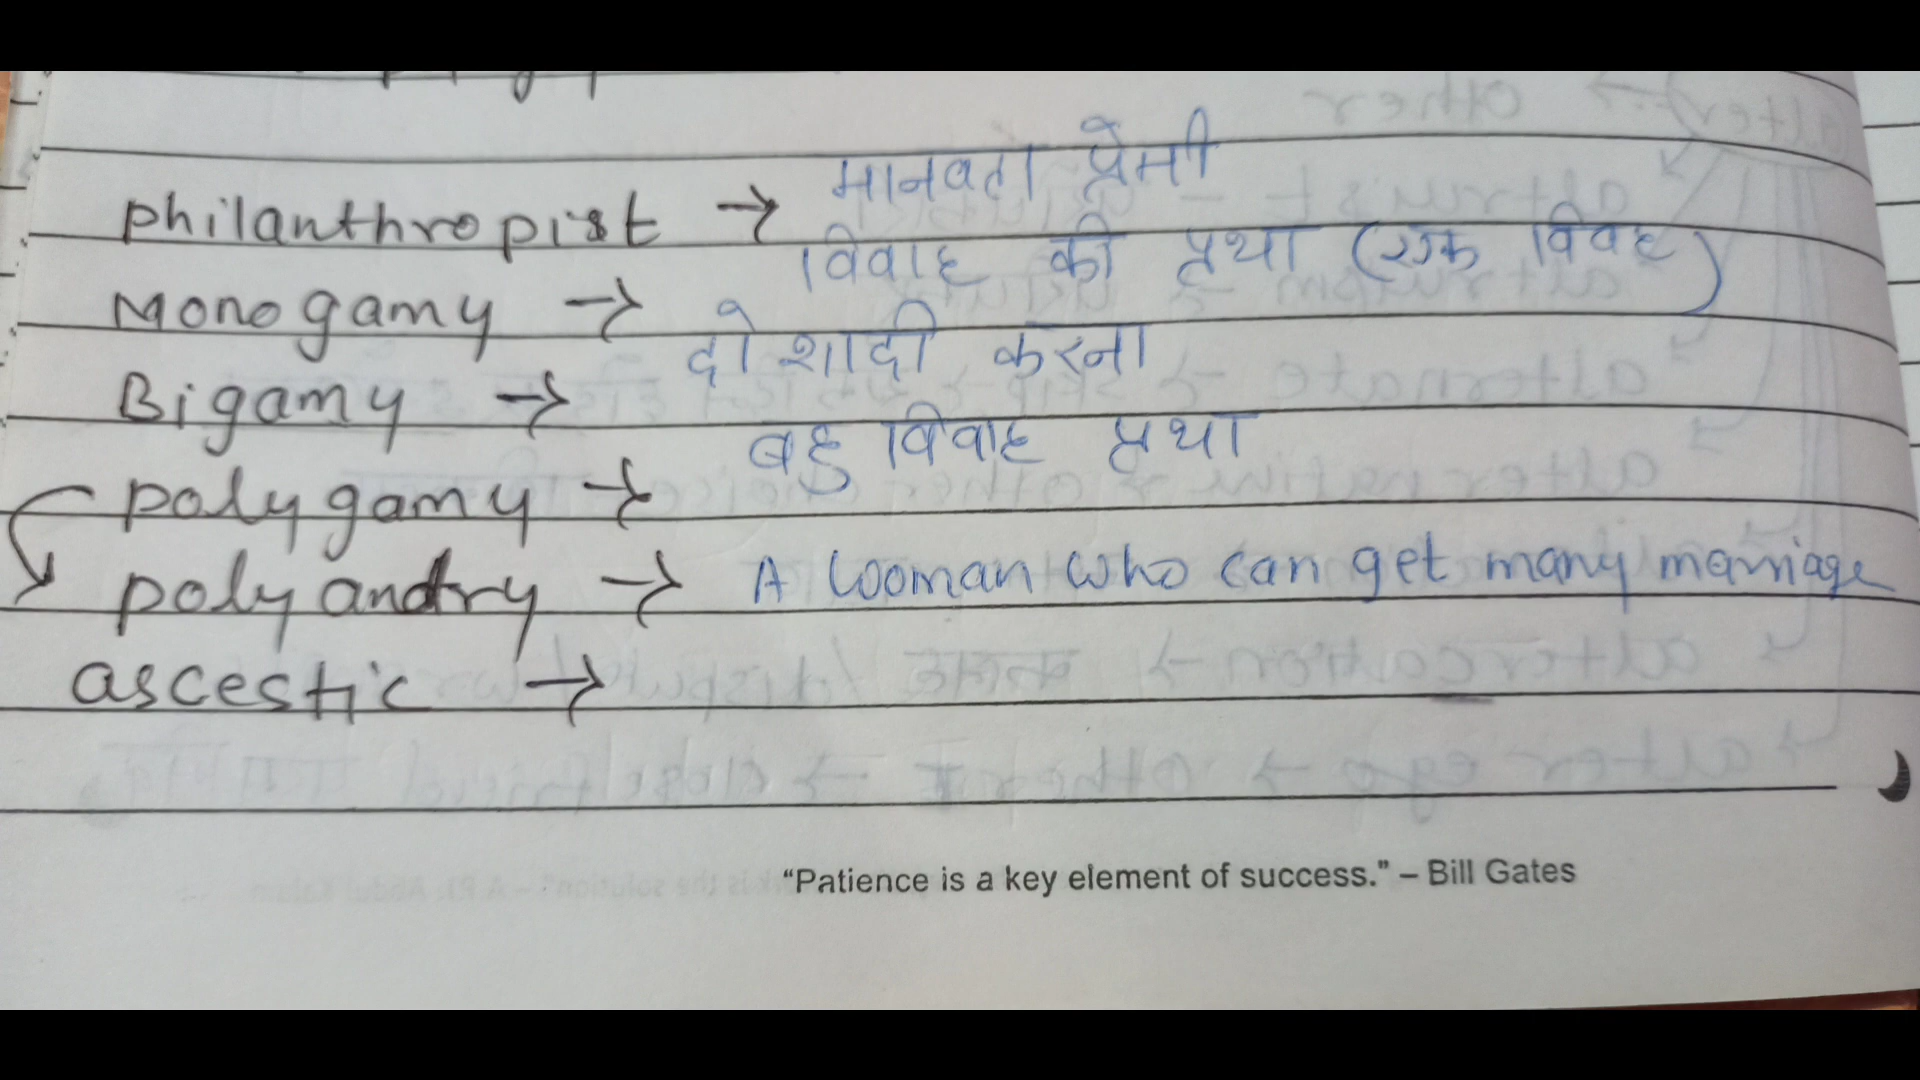 philanthropist → मानवता प्रेमी
Monogamy → विवाह की प्रथा (एक विवाह)
Bigamy → दो शादी करना
polygamy → बहु विवाह प्रथा
polyandry → A wooman who can get many marriage
ascestic →
“Patience is a key element of success.” – Bill Gates